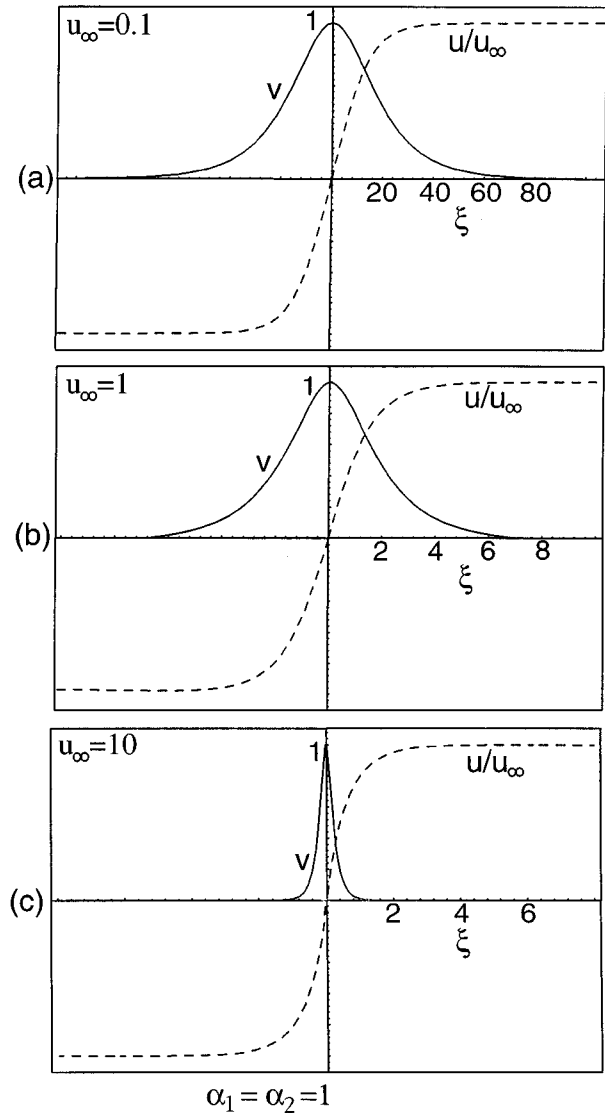 u∞=0.1
1
u/u∞
v
(a)
20 40 60 80
ξ
u∞=1
1
u/u∞
v
(b)
2 4 6 8
ξ
u∞=10
1
u/u∞
v
(c)
2 4 6
ξ
α₁ = α₂ = 1